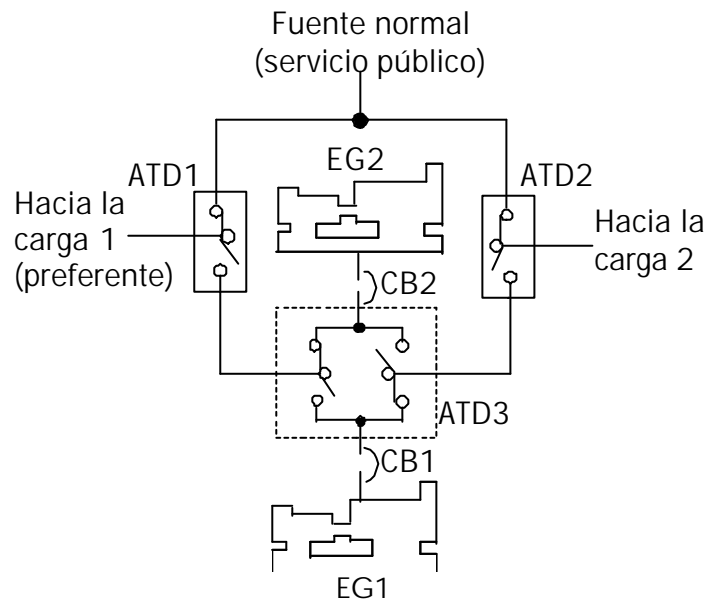 Fuente normal
(servicio público)
EG2
ATD1
ATD2
Hacia la
carga 1
(preferente)
Hacia la
carga 2
CB2
ATD3
CB1
EG1